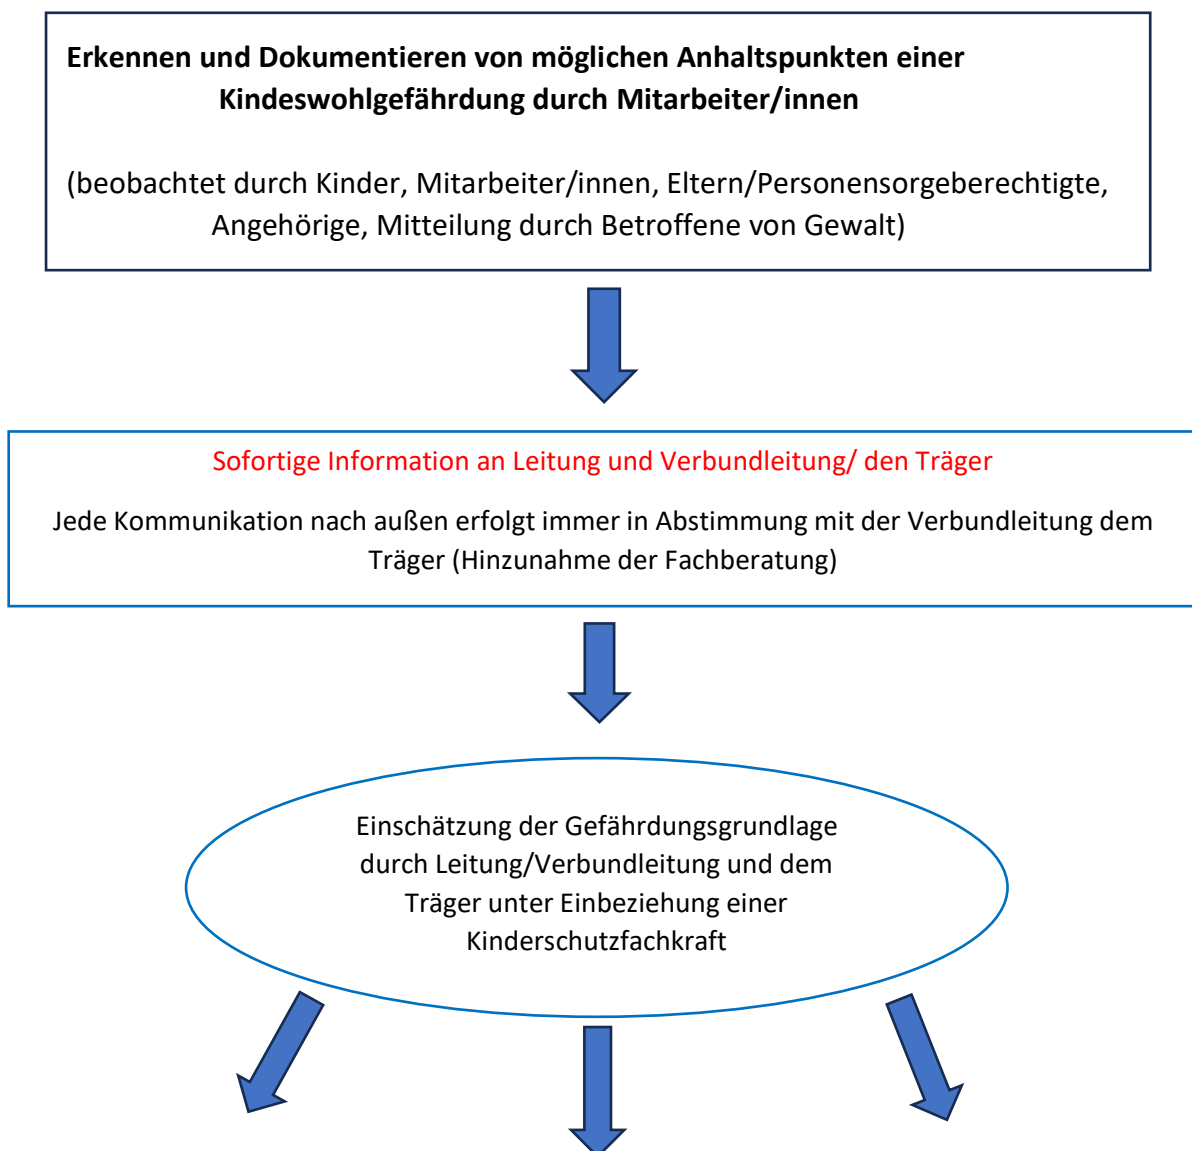 Erkennen und Dokumentieren von möglichen Anhaltspunkten einer
Kindeswohlgefährdung durch Mitarbeiter/innen
(beobachtet durch Kinder, Mitarbeiter/innen, Eltern/Personensorgeberechtigte,
Angehörige, Mitteilung durch Betroffene von Gewalt)
Sofortige Information an Leitung und Verbundleitung/ den Träger
Jede Kommunikation nach außen erfolgt immer in Abstimmung mit der Verbundleitung dem
Träger (Hinzunahme der Fachberatung)
Einschätzung der Gefährdungsgrundlage
durch Leitung/Verbundleitung und dem
Träger unter Einbeziehung einer
Kinderschutzfachkraft